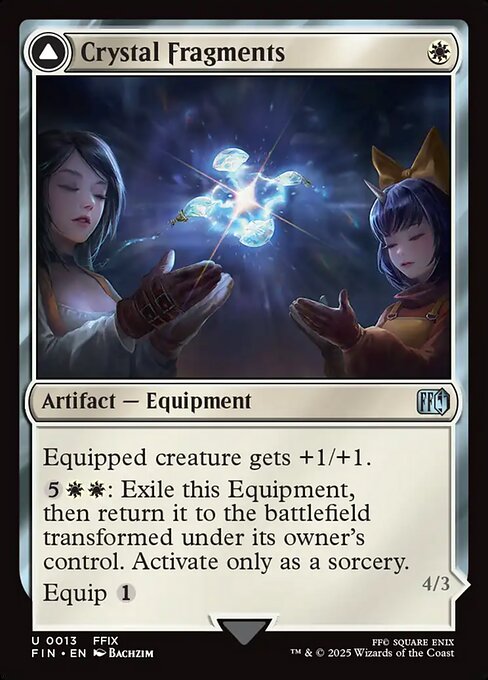 Crystal Fragments
Artifact — Equipment
FF
Equipped creature gets +1/+1.
5: Exile this Equipment,
then return it to the battlefield
transformed under its owner's
control. Activate only as a sorcery.
Equip 1
4/3
U 0013 FFIX
FIN • EN Bachzim
FF© SQUARE ENIX
™ & © 2025 Wizards of the Coast